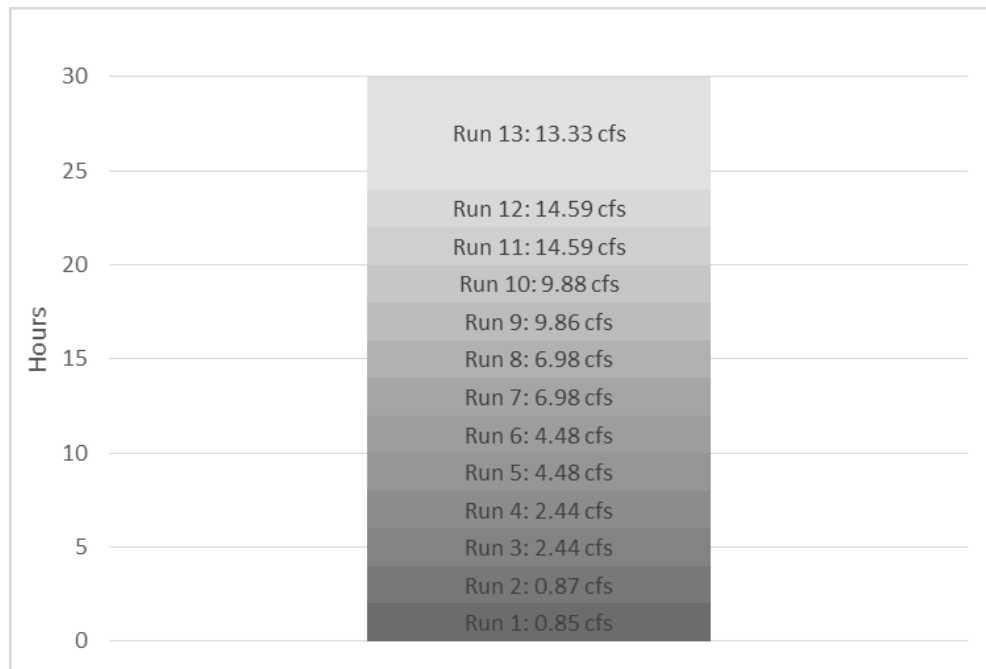 30
25
20
15
10
5
0
Hours
Run 13: 13.33 cfs
Run 12: 14.59 cfs
Run 11: 14.59 cfs
Run 10: 9.88 cfs
Run 9: 9.86 cfs
Run 8: 6.98 cfs
Run 7: 6.98 cfs
Run 6: 4.48 cfs
Run 5: 4.48 cfs
Run 4: 2.44 cfs
Run 3: 2.44 cfs
Run 2: 0.87 cfs
Run 1: 0.85 cfs